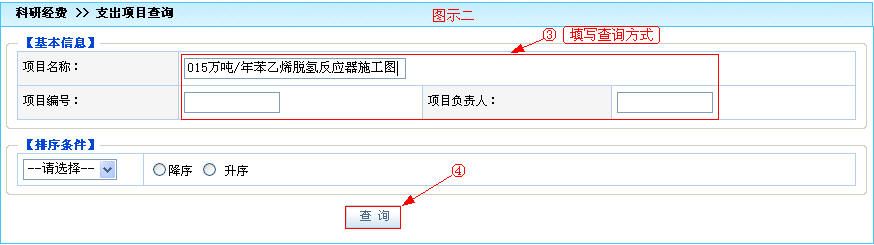 科研经费 >> 支出项目查询
图示二
③ 填写查询方式
【基本信息】
项目名称： 015万吨/年苯乙烯脱氢反应器施工图
项目编号： 项目负责人：
【排序条件】
--请选择-- 降序 升序
④
查 询